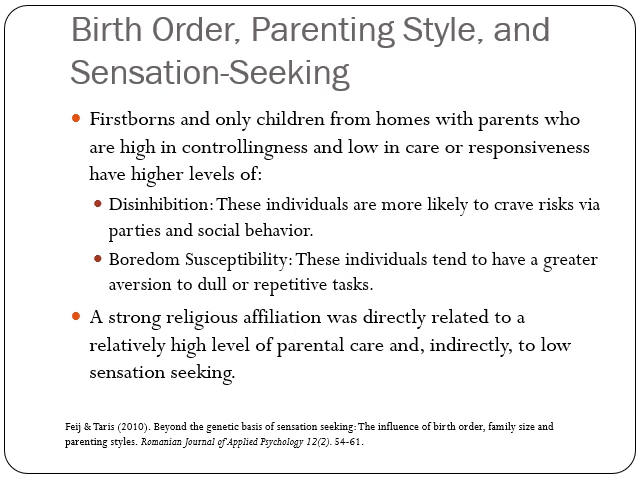 Birth Order, Parenting Style, and
Sensation-Seeking
Firstborns and only children from homes with parents who
are high in controllingness and low in care or responsiveness
have higher levels of:
Disinhibition: These individuals are more likely to crave risks via
parties and social behavior.
Boredom Susceptibility: These individuals tend to have a greater
aversion to dull or repetitive tasks.
A strong religious affiliation was directly related to a
relatively high level of parental care and, indirectly, to low
sensation seeking.
Feij & Taris (2010). Beyond the genetic basis of sensation seeking: The influence of birth order, family size and
parenting styles. Romanian Journal of Applied Psychology 12(2). 54-61.